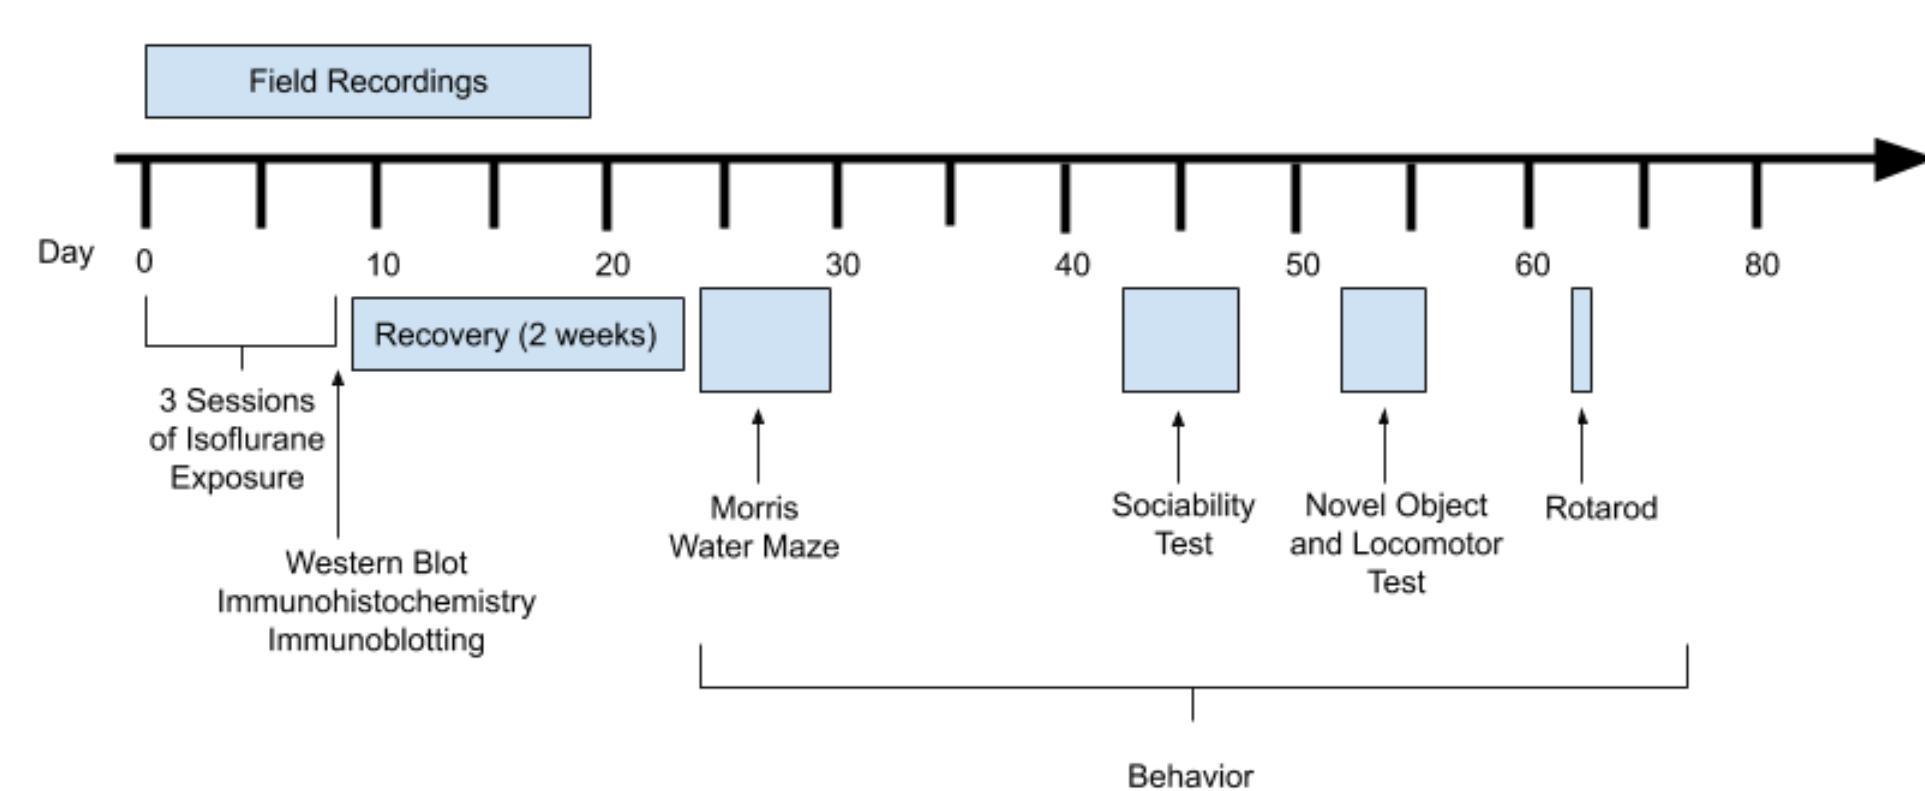 Field Recordings
Day 0 10 20 30 40 50 60 80
Recovery (2 weeks)
3 Sessions
of Isoflurane
Exposure
Western Blot
Immunohistochemistry
Immunoblotting
Morris
Water Maze
Sociability
Test
Novel Object
and Locomotor
Test
Rotarod
Behavior